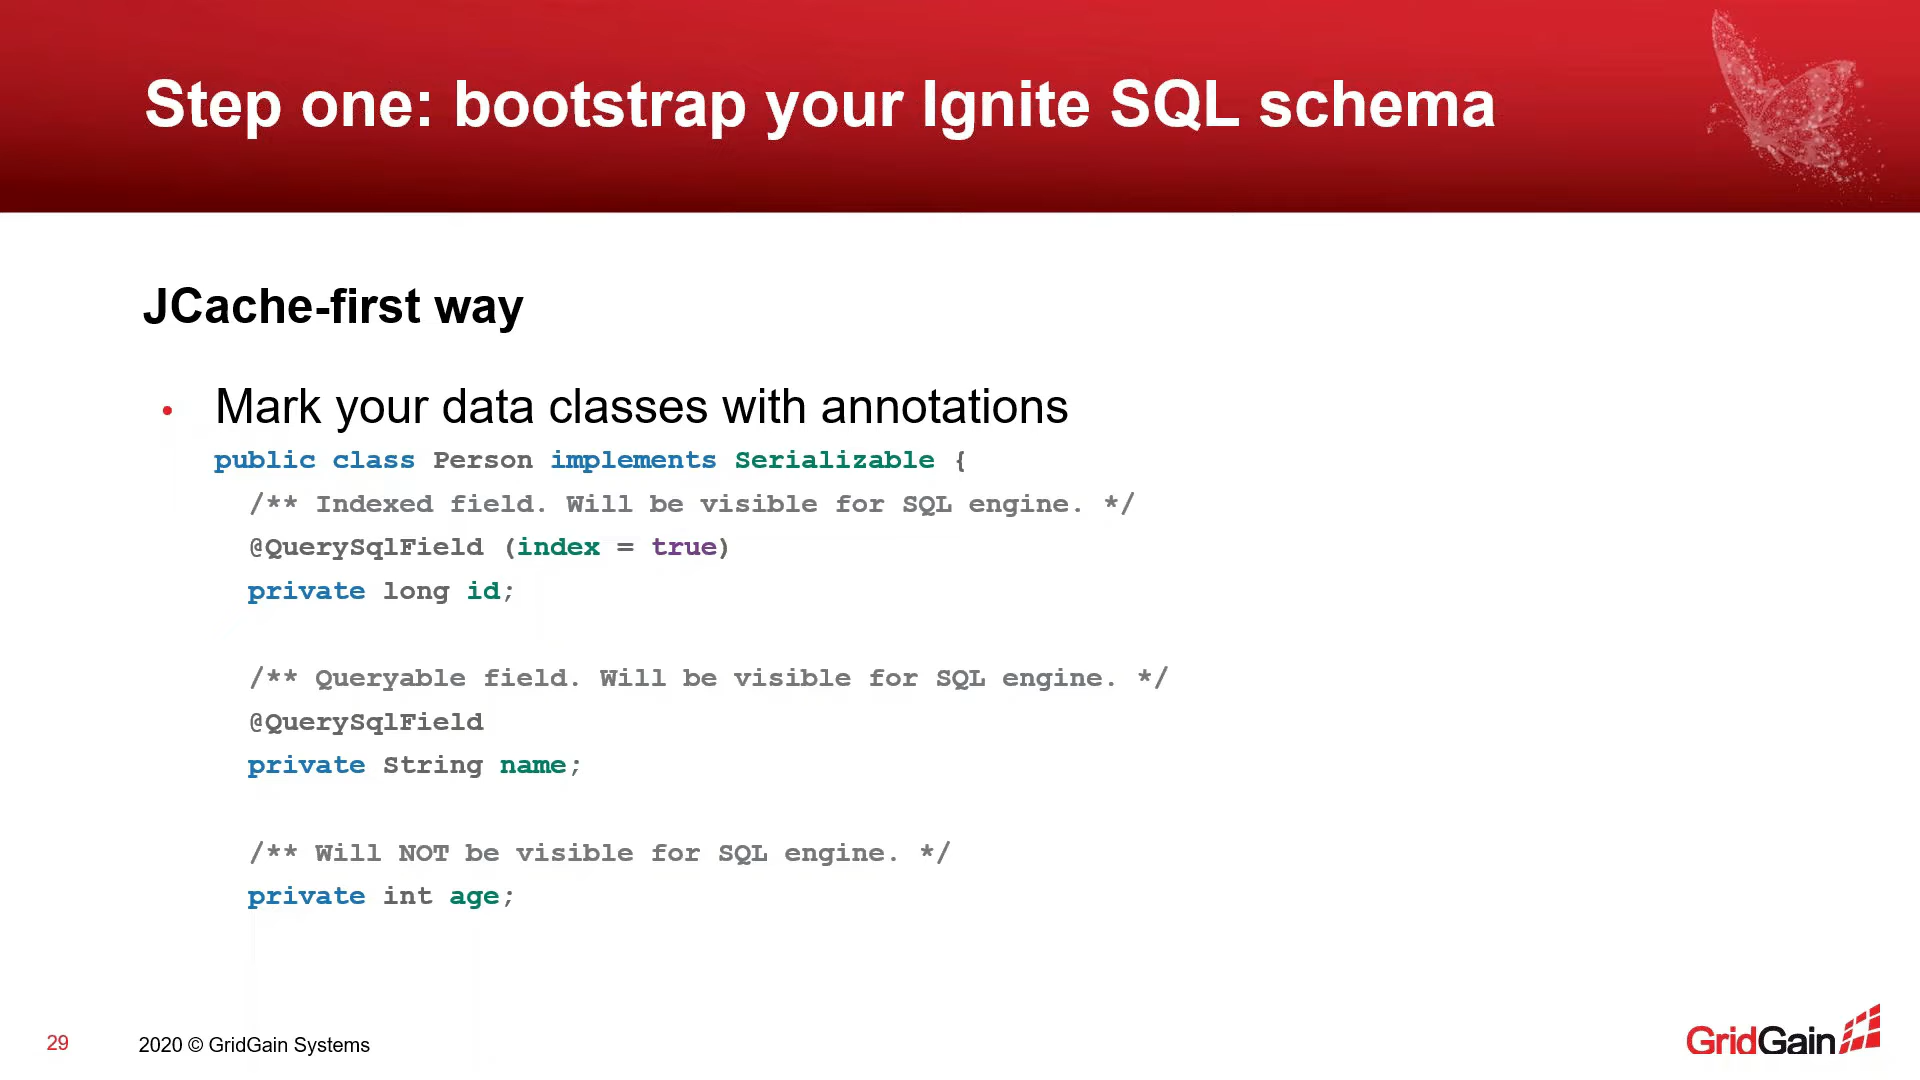 Step one: bootstrap your Ignite SQL schema
JCache-first way
• Mark your data classes with annotations
public class Person implements Serializable {
/** Indexed field. Will be visible for SQL engine. */
@QuerySqlField (index = true)
private long id;
/** Queryable field. Will be visible for SQL engine. */
@QuerySqlField
private String name;
/** Will NOT be visible for SQL engine. */
private int age;
29
2020 © GridGain Systems
GridGain